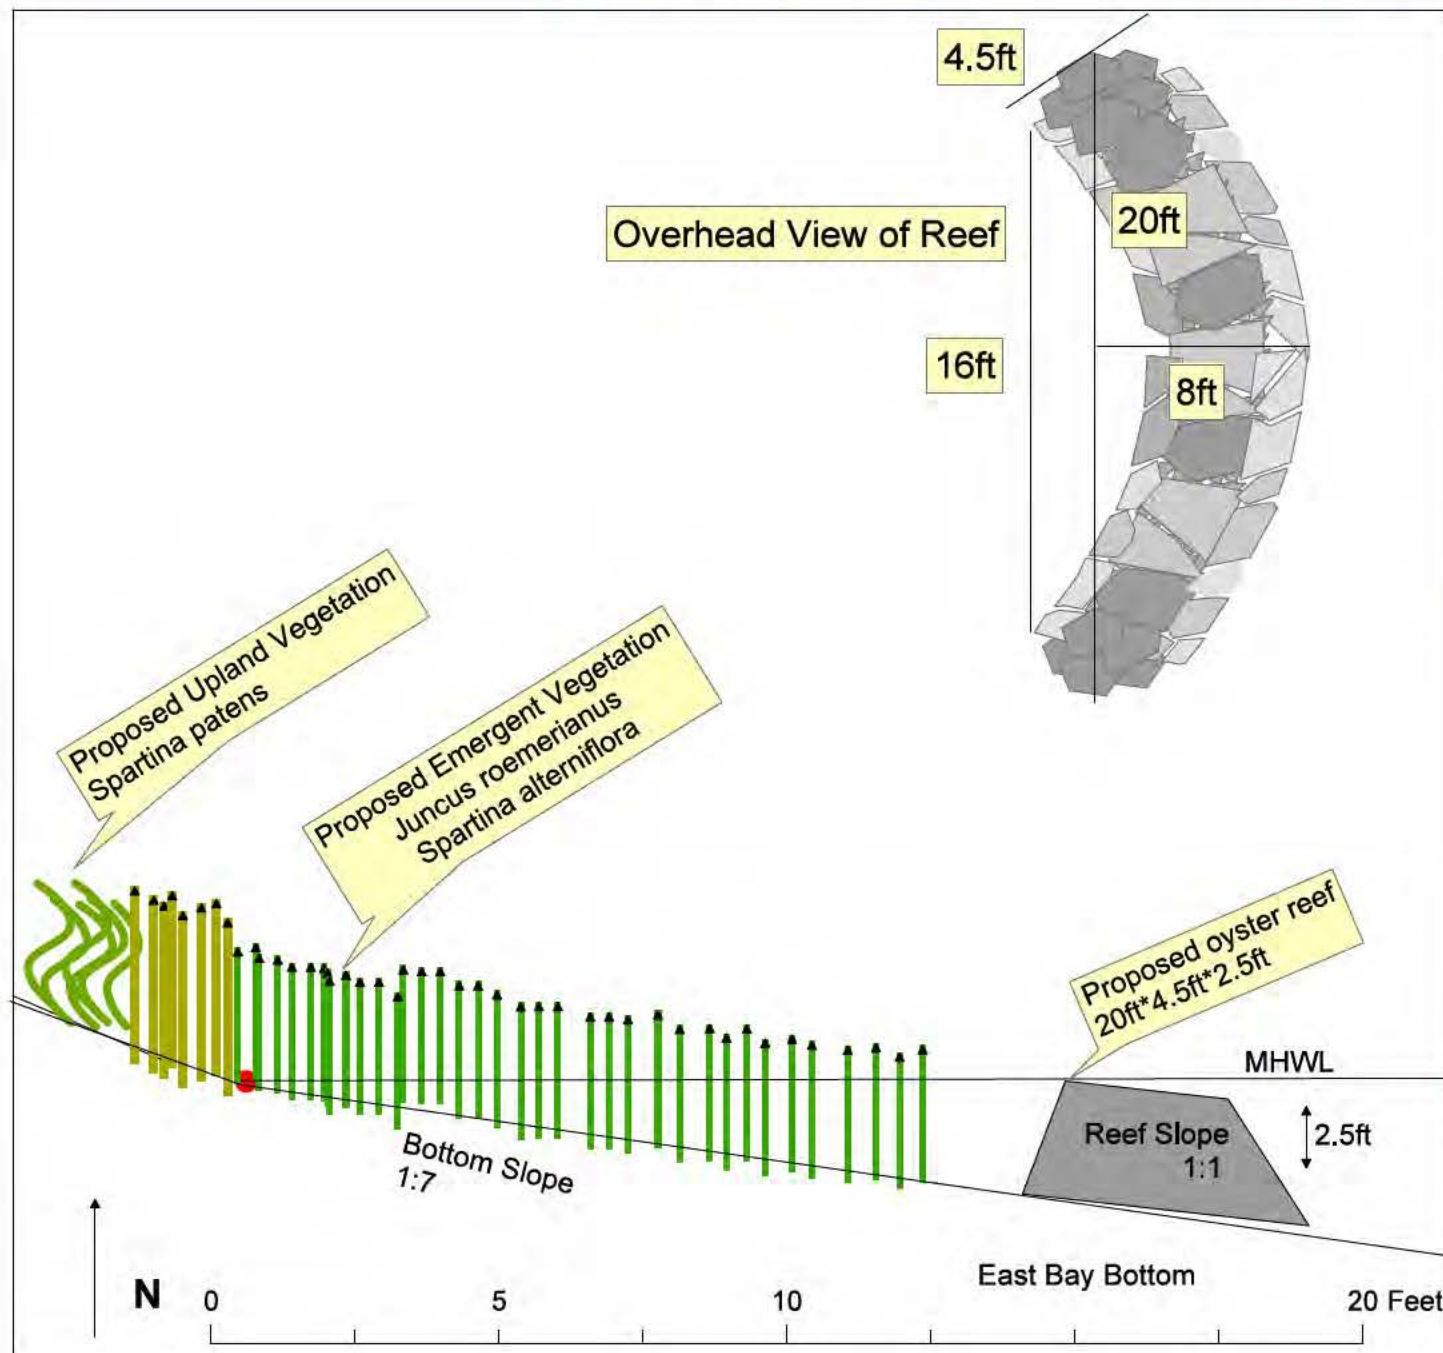 4.5ft
20ft
Overhead View of Reef
16ft
8ft
Proposed Upland Vegetation
Spartina patens
Proposed Emergent Vegetation
Juncus roemerianus
Spartina alterniflora
Proposed oyster reef
20ft*4.5ft*2.5ft
MHWL
Reef Slope
1:1
2.5ft
Bottom Slope
1:7
East Bay Bottom
N
0 5 10 20 Feet